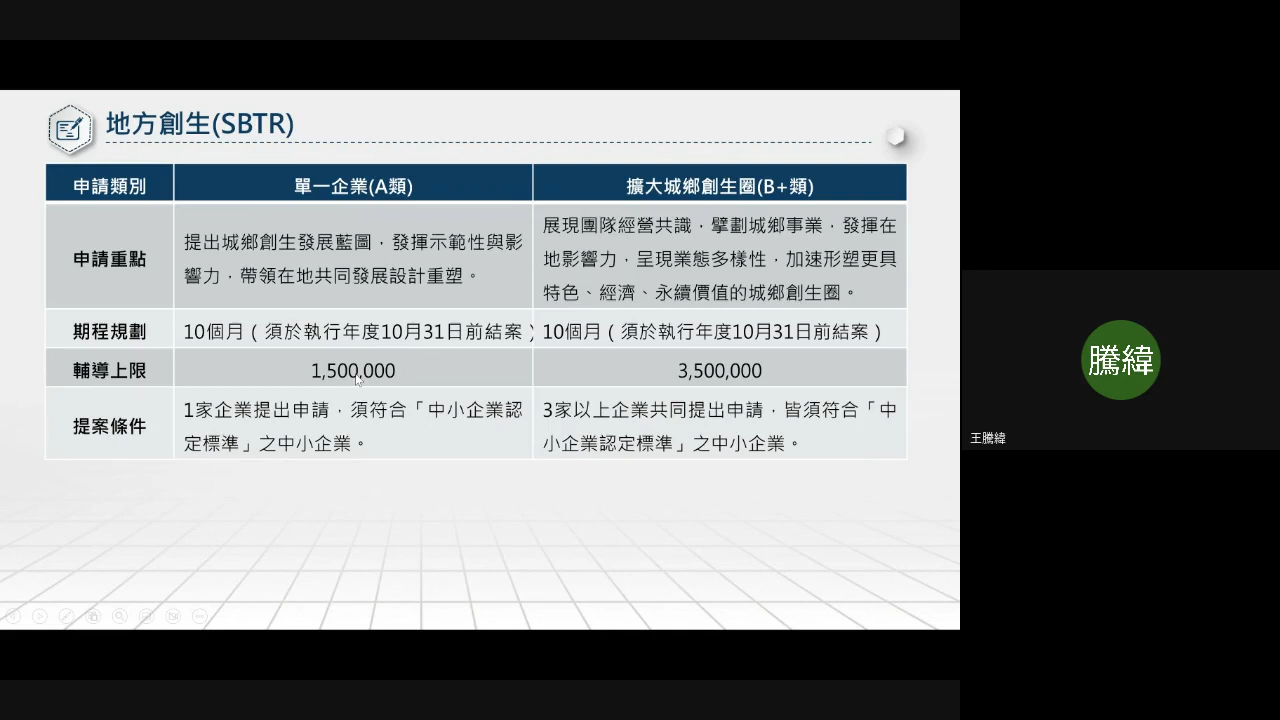 地方創生(SBTR)
申請類別 單一企業(A類) 擴大城鄉創生圈(B+類)
申請重點
提出城鄉創生發展藍圖，發揮示範性與影
響力，帶領在地共同發展設計重塑。
展現團隊經營共識，擘劃城鄉事業，發揮在
地影響力，呈現業態多樣性，加速形塑更具
特色、經濟、永續價值的城鄉創生圈。
期程規劃 10個月（須於執行年度10月31日前結案） 10個月（須於執行年度10月31日前結案）
輔導上限 1,500,000 3,500,000
提案條件
1家企業提出申請，須符合「中小企業認
定標準」之中小企業。
3家以上企業共同提出申請，皆須符合「中
小企業認定標準」之中小企業。
騰緯
王騰緯